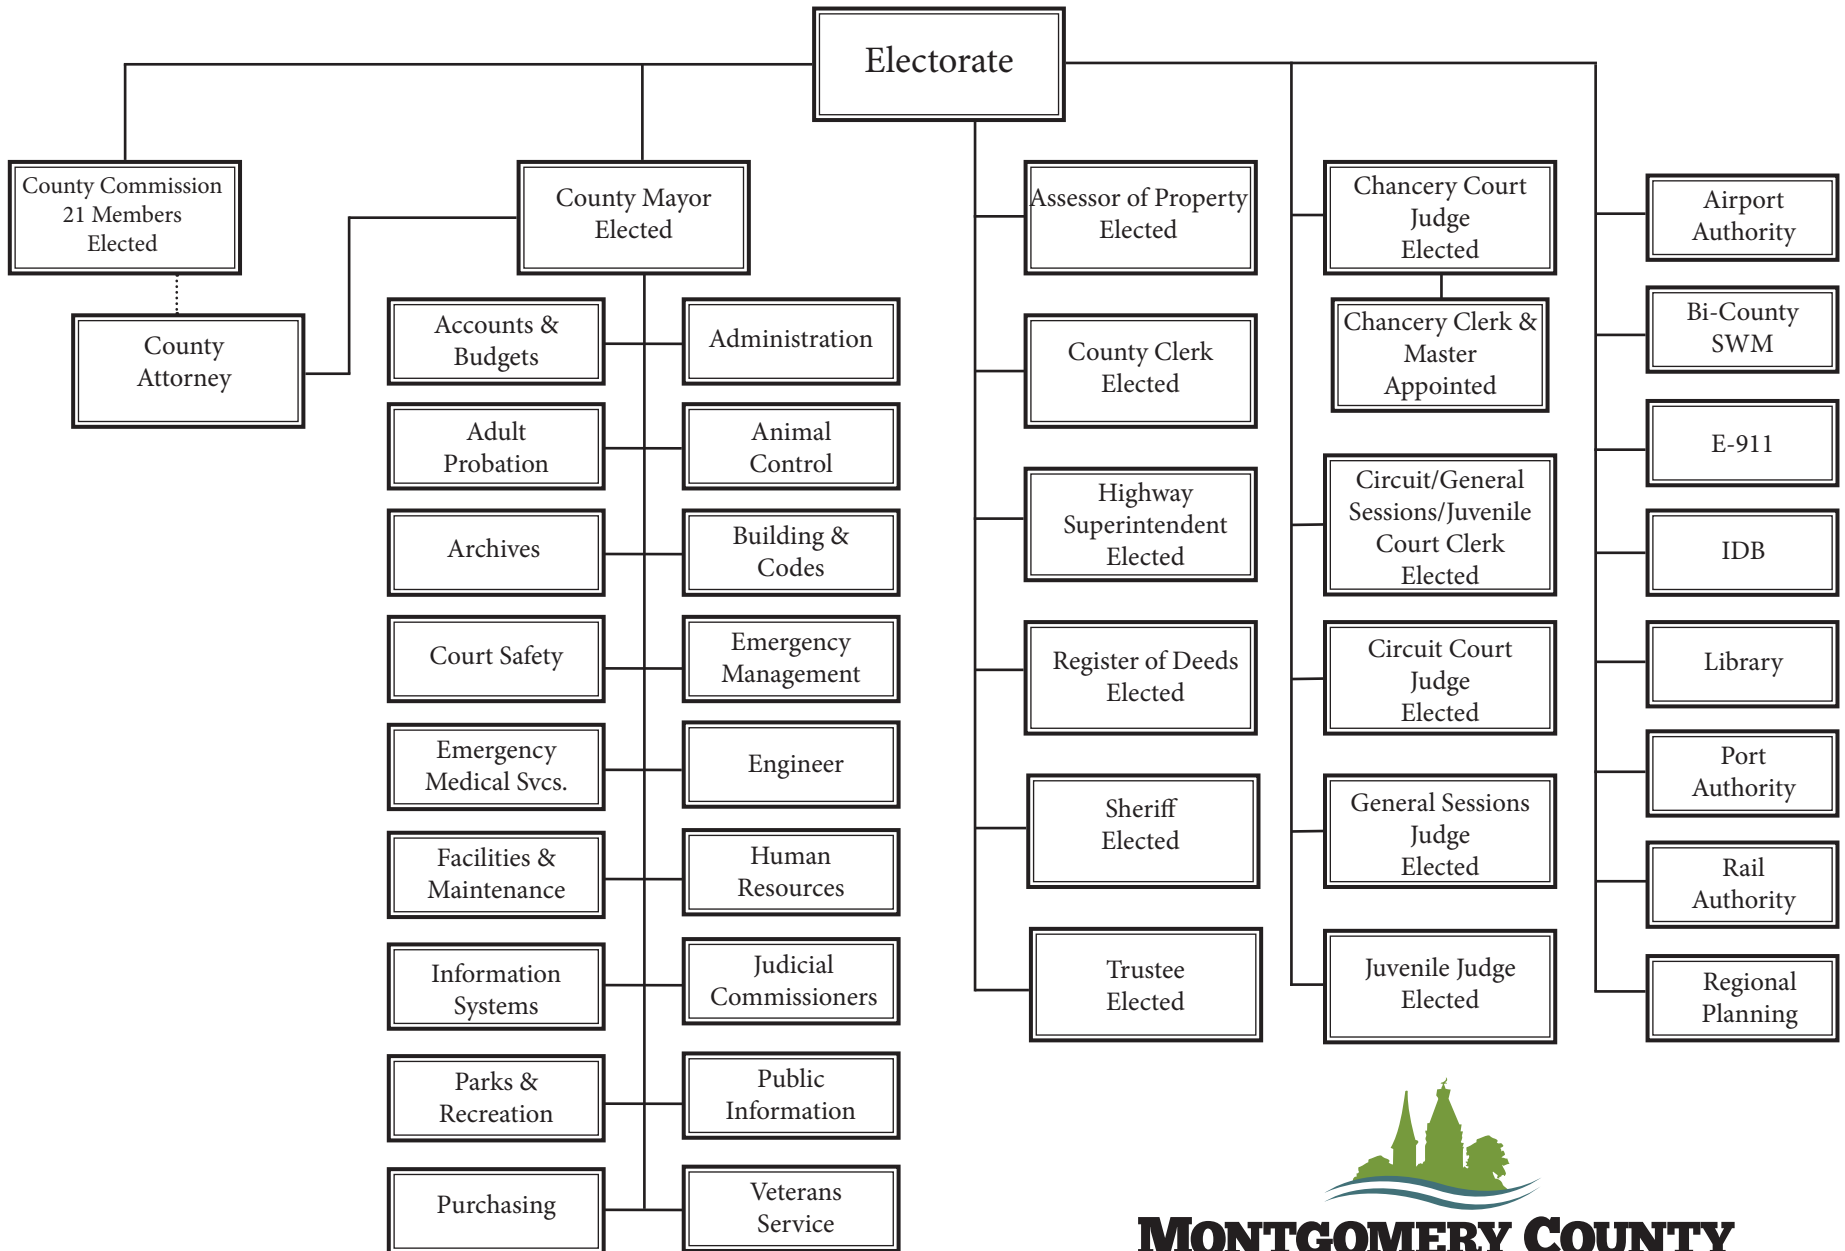 Electorate
County Commission
21 Members
Elected
County
Attorney
County Mayor
Elected
Accounts &
Budgets
Administration
Adult
Probation
Animal
Control
Archives
Building &
Codes
Court Safety
Emergency
Management
Emergency
Medical Svcs.
Engineer
Facilities &
Maintenance
Human
Resources
Information
Systems
Judicial
Commissioners
Parks &
Recreation
Public
Information
Purchasing
Veterans
Service
Assessor of Property
Elected
County Clerk
Elected
Highway
Superintendent
Elected
Register of Deeds
Elected
Sheriff
Elected
Trustee
Elected
Chancery Court
Judge
Elected
Chancery Clerk &
Master
Appointed
Circuit/General
Sessions/Juvenile
Court Clerk
Elected
Circuit Court
Judge
Elected
General Sessions
Judge
Elected
Juvenile Judge
Elected
Airport
Authority
Bi-County
SWM
E-911
IDB
Library
Port
Authority
Rail
Authority
Regional
Planning
MONTGOMERY COUNTY